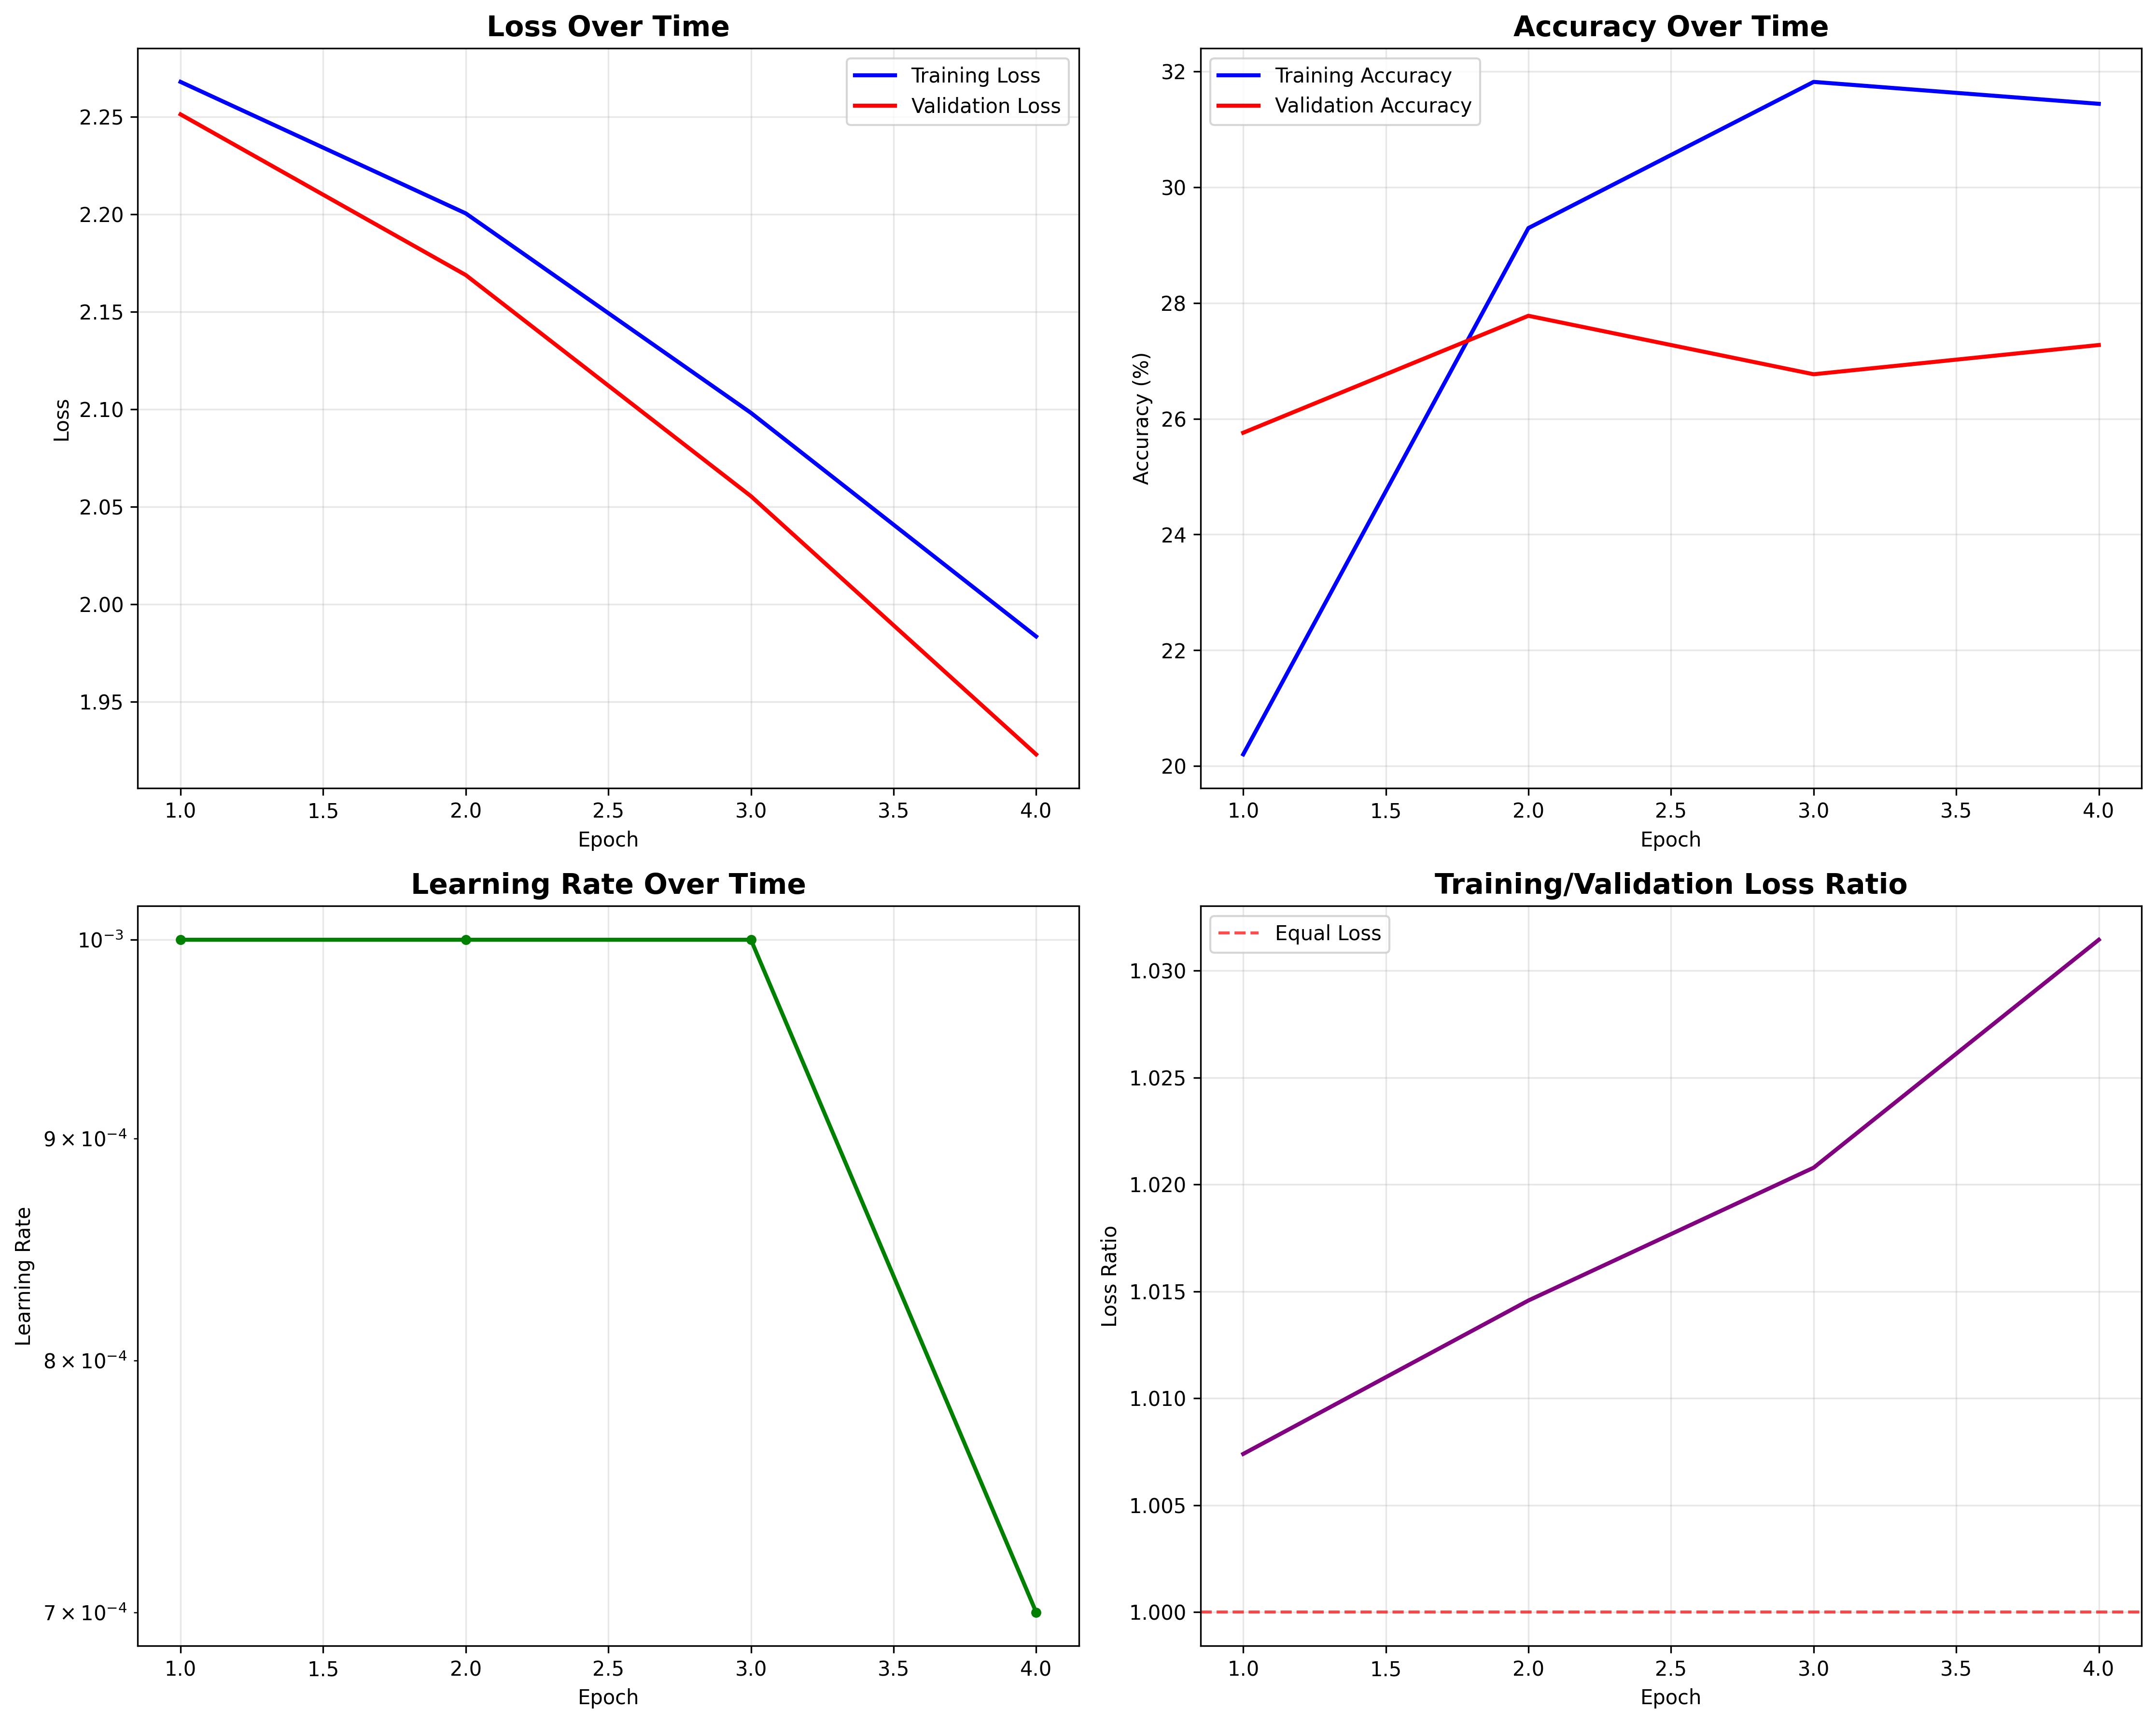 Loss Over Time
Training Loss
Validation Loss
2.25
2.20
2.15
2.10
2.05
2.00
1.95
Loss
1.0 1.5 2.0 2.5 3.0 3.5 4.0
Epoch
Accuracy Over Time
Training Accuracy
Validation Accuracy
32
30
28
26
24
22
20
Accuracy (%)
1.0 1.5 2.0 2.5 3.0 3.5 4.0
Epoch
Learning Rate Over Time
10⁻³
9 × 10⁻⁴
8 × 10⁻⁴
7 × 10⁻⁴
Learning Rate
1.0 1.5 2.0 2.5 3.0 3.5 4.0
Epoch
Training/Validation Loss Ratio
Equal Loss
1.030
1.025
1.020
1.015
1.010
1.005
1.000
Loss Ratio
1.0 1.5 2.0 2.5 3.0 3.5 4.0
Epoch